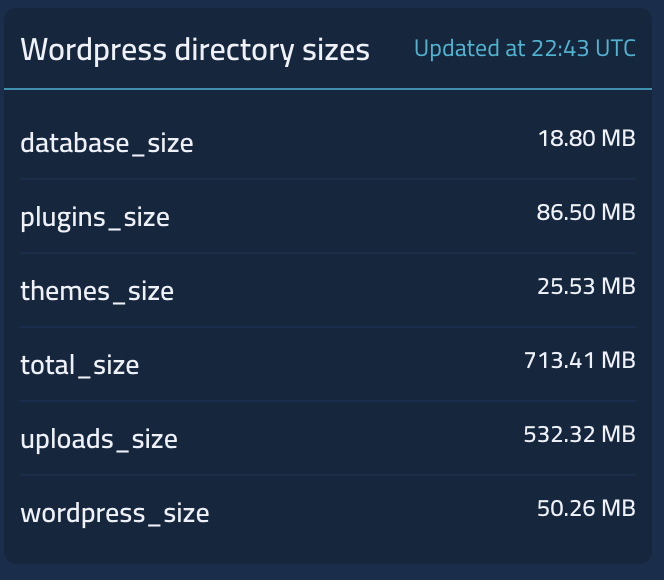 Wordpress directory sizes Updated at 22:43 UTC
database_size 18.80 MB
plugins_size 86.50 MB
themes_size 25.53 MB
total_size 713.41 MB
uploads_size 532.32 MB
wordpress_size 50.26 MB